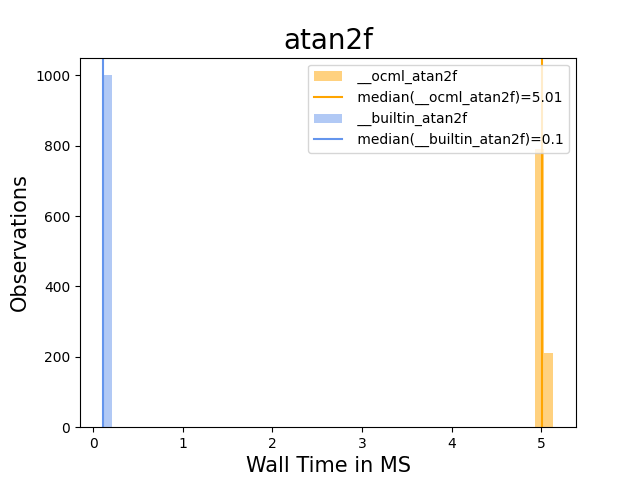 atan2f
Observations
1000
800
600
400
200
0
__ocml_atan2f
median(__ocml_atan2f)=5.01
__builtin_atan2f
median(__builtin_atan2f)=0.1
0 1 2 3 4 5
Wall Time in MS